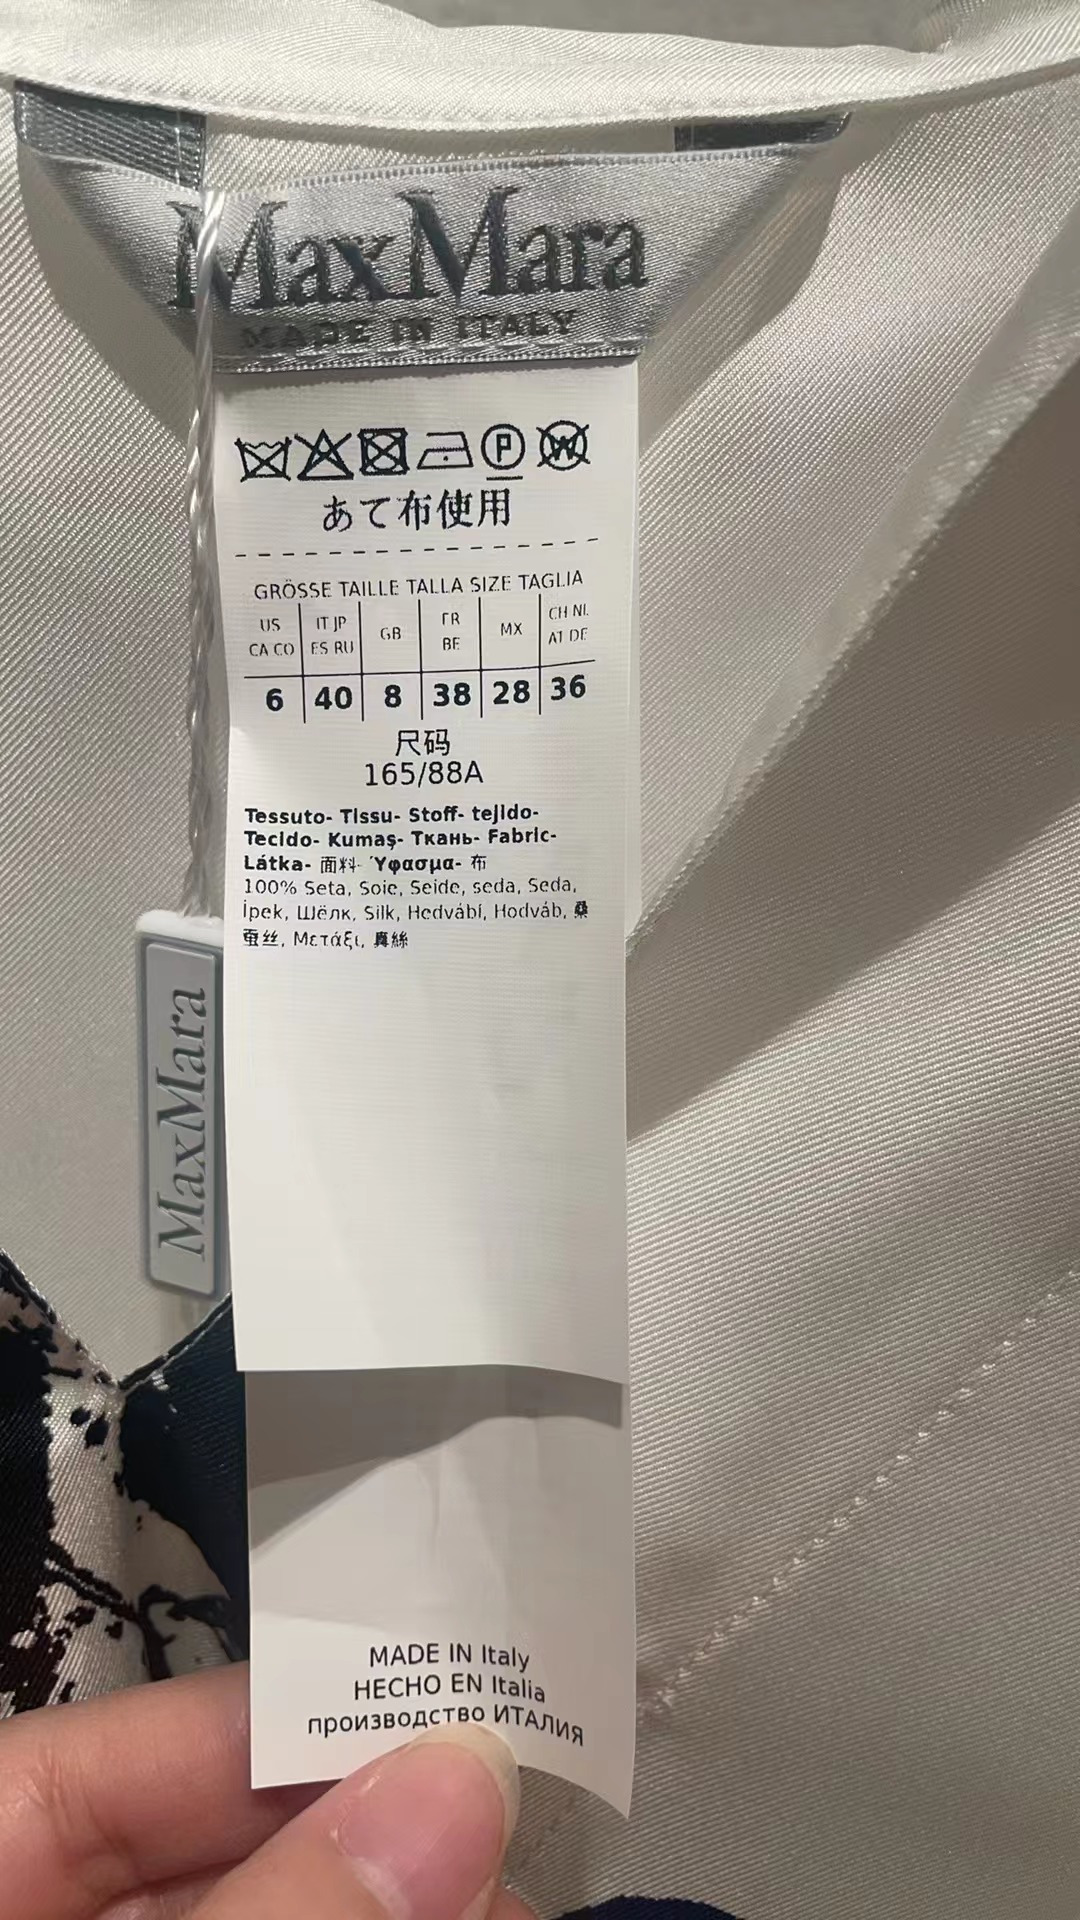 MaxMara
MADE IN ITALY
P W
あて布使用
GRÖSSE TAILLE TALLA SIZE TAGLIA
US IT JP GB FR MX CH NL
CA CO ES RU BE AT DE
6 40 8 38 28 36
尺码
165/88A
Tessuto- Tissu- Stoff- tejido-
Tecido- Kumaş- Ткань- Fabric-
Látka- 面料- Ύφασμα- 布
100% Seta, Soie, Seide, seda, Seda,
İpek, Шёлк, Silk, Hedvábí, Hodváb, 桑
蚕丝, Μετάξι, 真絲
MaxMara
MADE IN Italy
HECHO EN Italia
производство ИТАЛИЯ